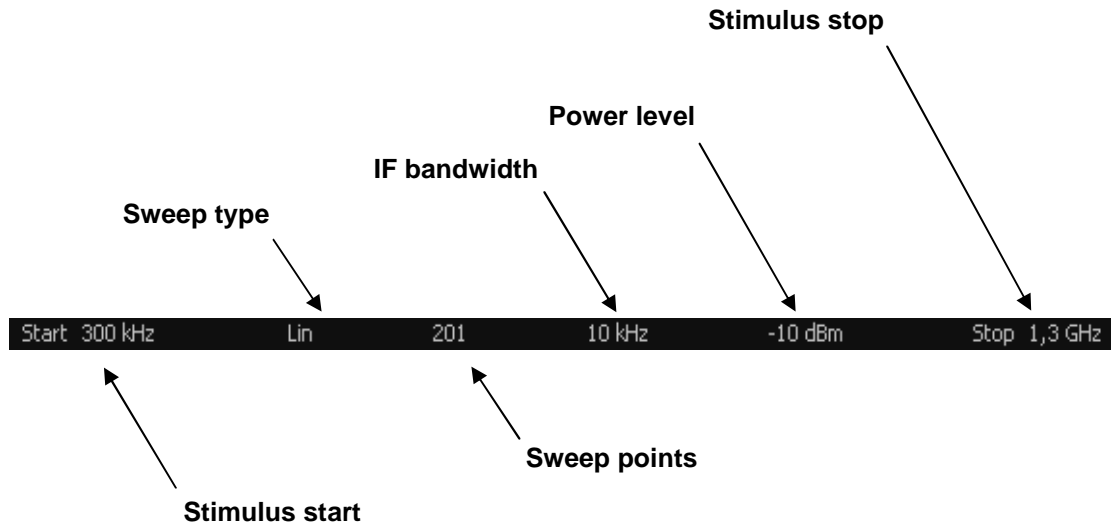 Stimulus stop
Power level
IF bandwidth
Sweep type
Start 300 kHz Lin 201 10 kHz -10 dBm Stop 1,3 GHz
Sweep points
Stimulus start